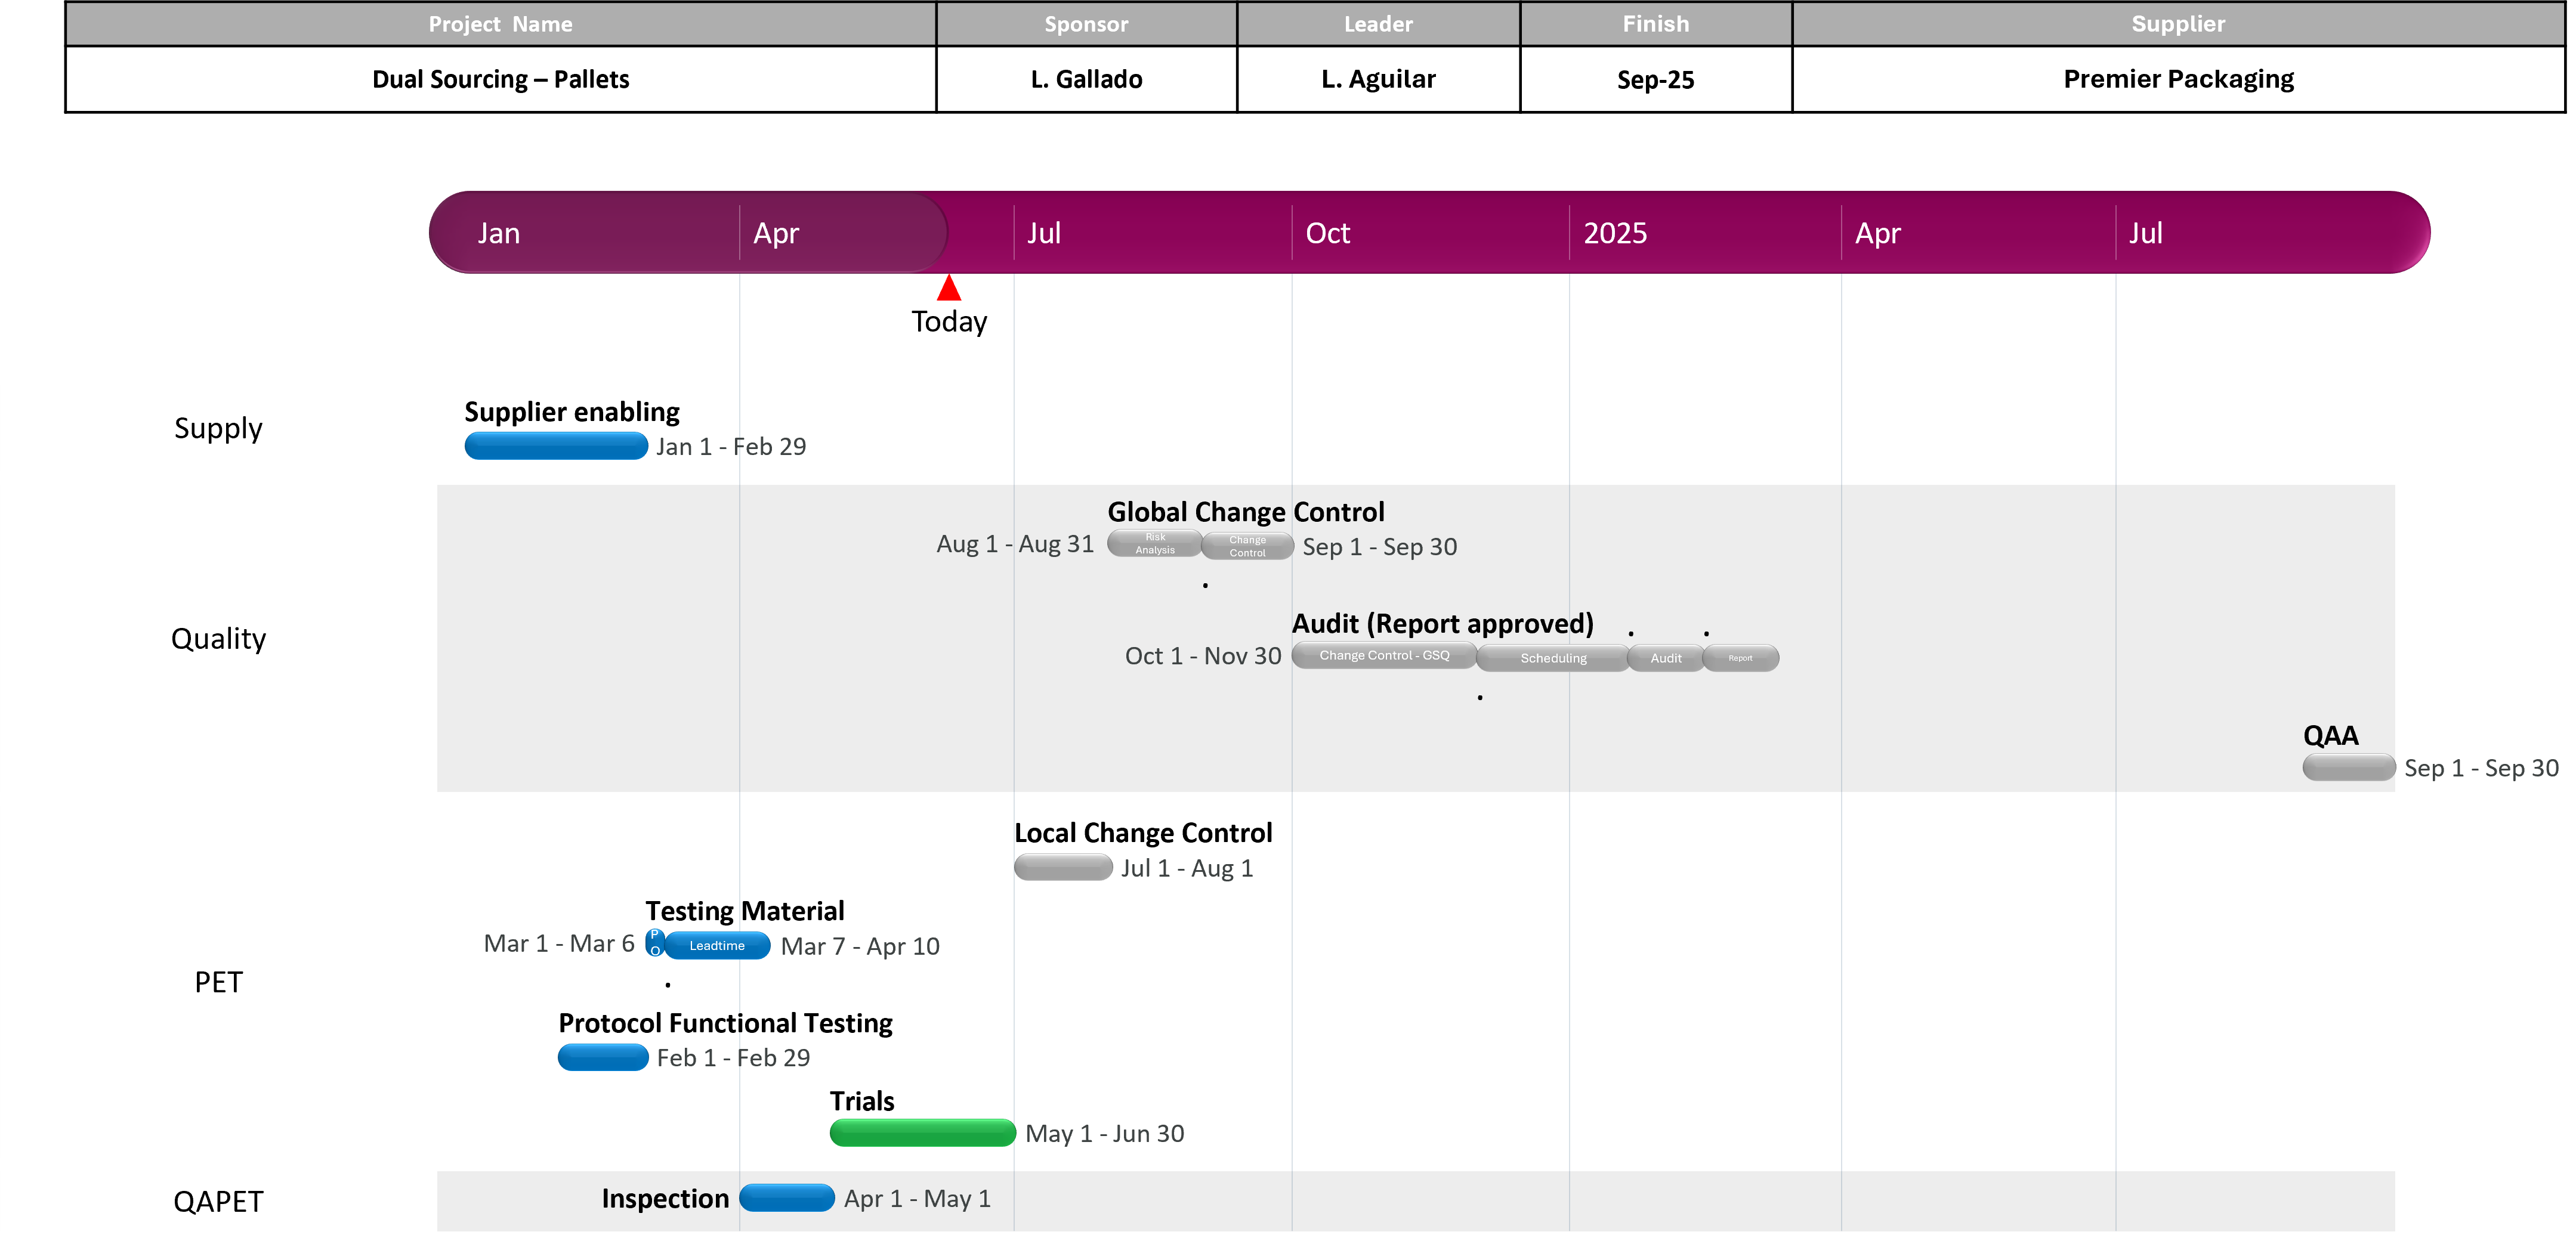 Project Name Sponsor Leader Finish Supplier
Dual Sourcing – Pallets L. Gallado L. Aguilar Sep-25 Premier Packaging
Jan Apr Jul Oct 2025 Apr Jul
Today
Supply
Supplier enabling
Jan 1 - Feb 29
Quality
Global Change Control
Aug 1 - Aug 31
Risk
Analysis
Change
Control
Sep 1 - Sep 30
Audit (Report approved)
Oct 1 - Nov 30
Change Control - GSQ
Scheduling
Audit
Report
QAA
Sep 1 - Sep 30
PET
Local Change Control
Jul 1 - Aug 1
Testing Material
Mar 1 - Mar 6
P
O
Leadtime
Mar 7 - Apr 10
Protocol Functional Testing
Feb 1 - Feb 29
Trials
May 1 - Jun 30
QAPET
Inspection
Apr 1 - May 1